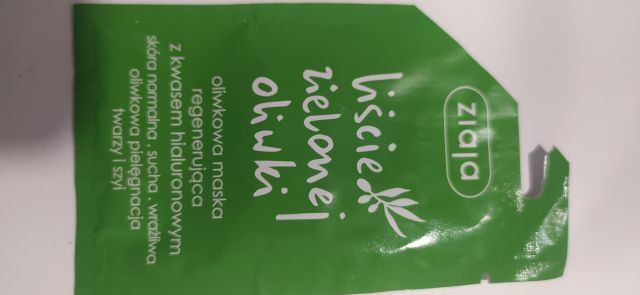 ziaja
liście
zielonej
oliwki
oliwkowa maska
regenerująca
z kwasem hialuronowym
skóra normalna, sucha, wrażliwa
oliwkowa pielęgnacja
twarzy i szyi